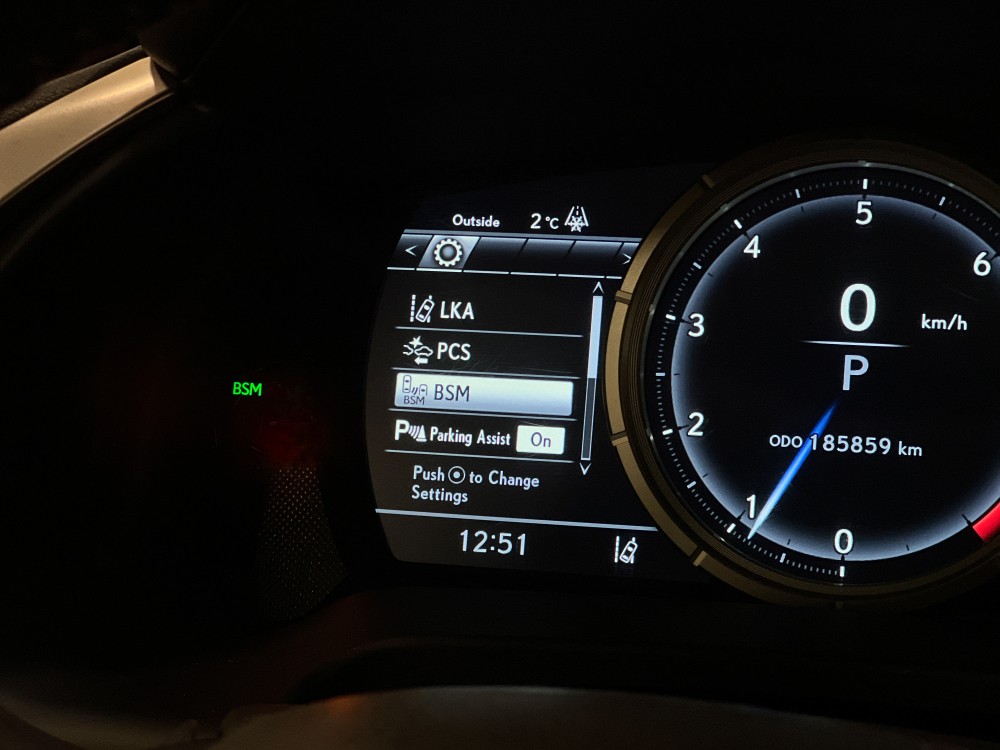 Outside 2°C
LKA
PCS
BSM
BSM BSM
Parking Assist On
Push to Change
Settings
12:51
5
4
6
3
0 km/h
P
2
ODO 185859 km
1
0